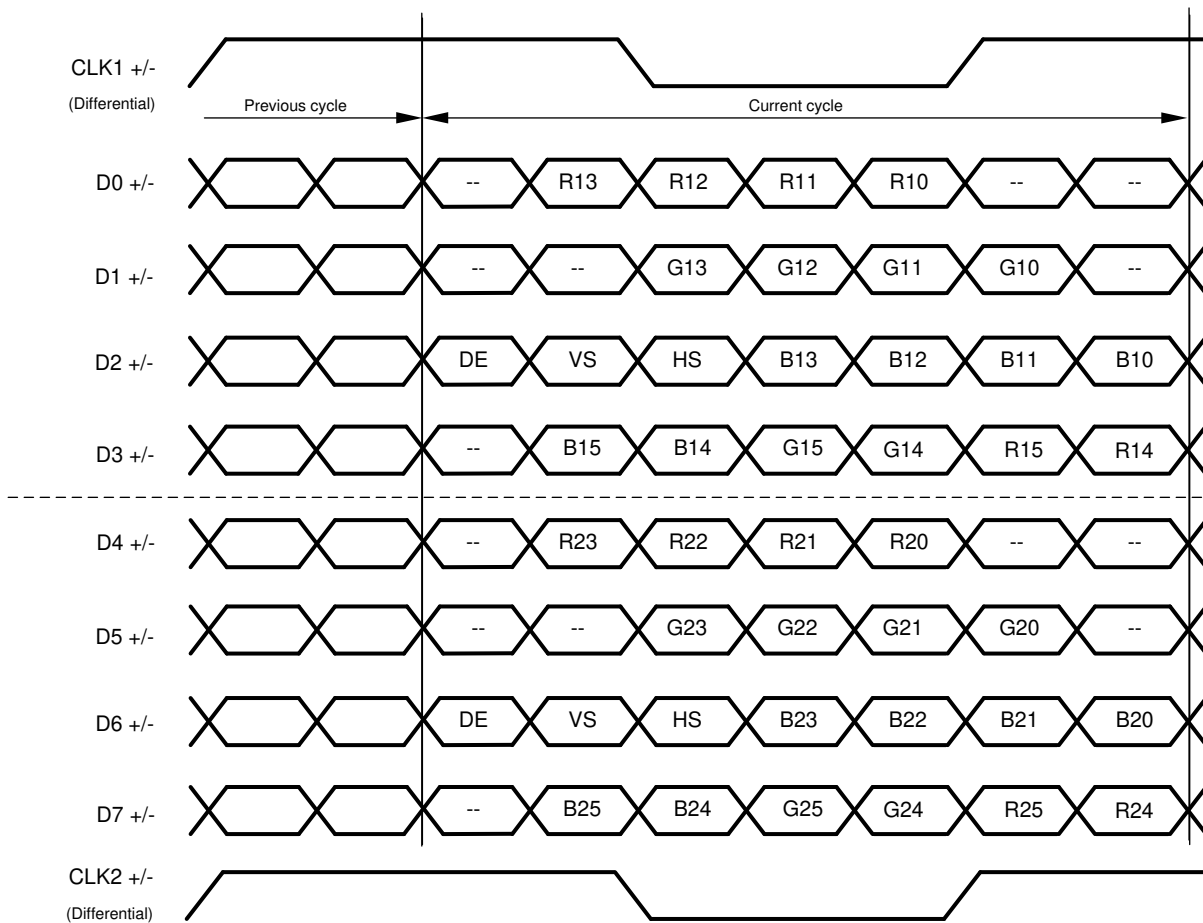 CLK1 +/-
(Differential)
Previous cycle Current cycle
D0 +/- -- R13 R12 R11 R10 -- --
D1 +/- -- -- G13 G12 G11 G10 --
D2 +/- DE VS HS B13 B12 B11 B10
D3 +/- -- B15 B14 G15 G14 R15 R14
D4 +/- -- R23 R22 R21 R20 -- --
D5 +/- -- -- G23 G22 G21 G20 --
D6 +/- DE VS HS B23 B22 B21 B20
D7 +/- -- B25 B24 G25 G24 R25 R24
CLK2 +/-
(Differential)